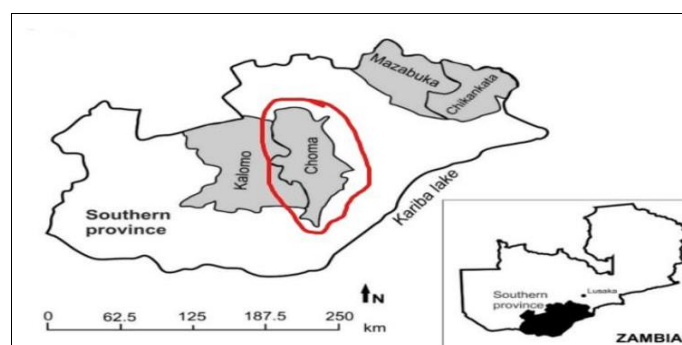 Mazabuka
Chikankata
Choma
Kalomo
Kariba lake
Southern
province
N
0 62.5 125 187.5 250
km
Lusaka
Southern
province
ZAMBIA